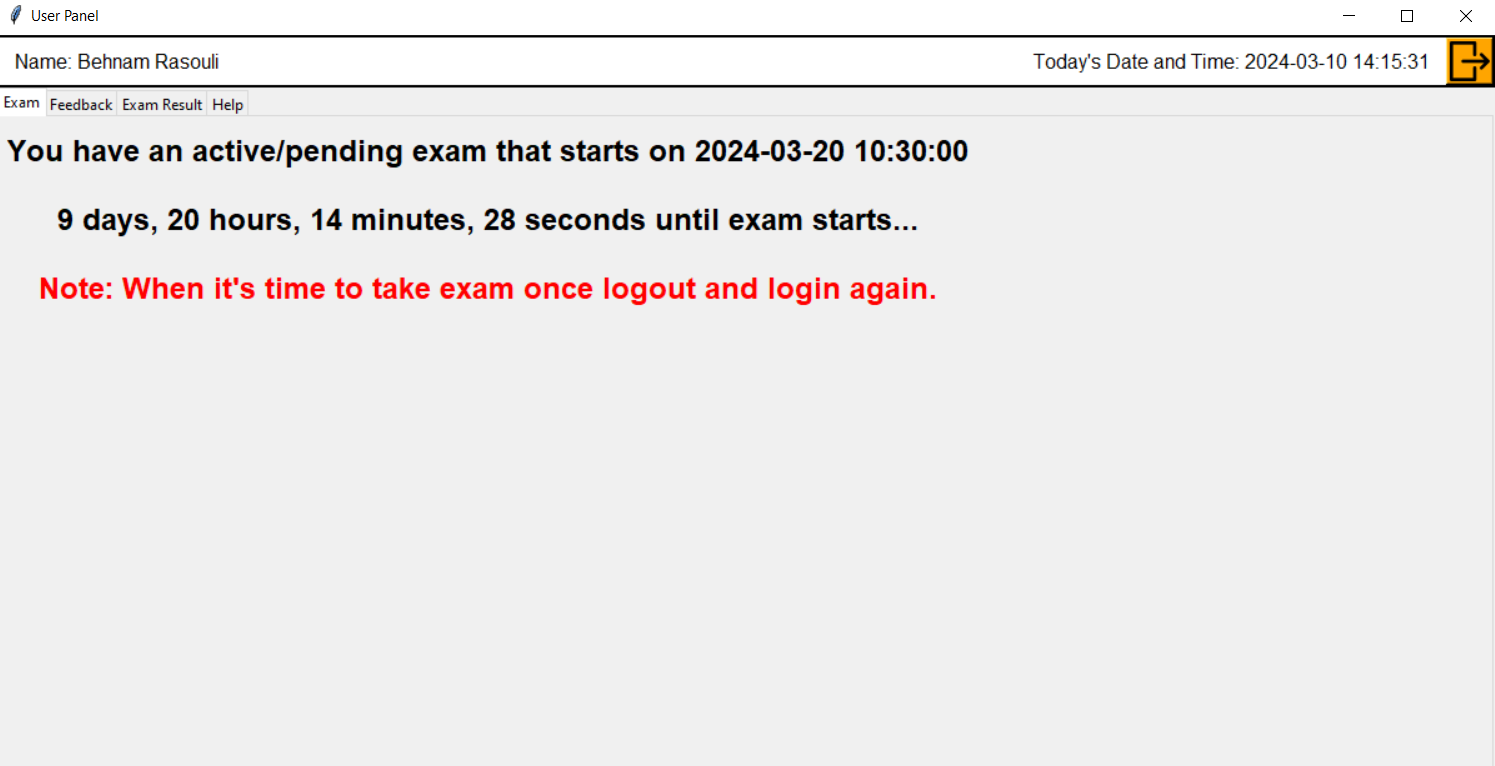 User Panel
Name: Behnam Rasouli
Today's Date and Time: 2024-03-10 14:15:31
Exam
Feedback
Exam Result
Help
You have an active/pending exam that starts on 2024-03-20 10:30:00
9 days, 20 hours, 14 minutes, 28 seconds until exam starts...
Note: When it's time to take exam once logout and login again.